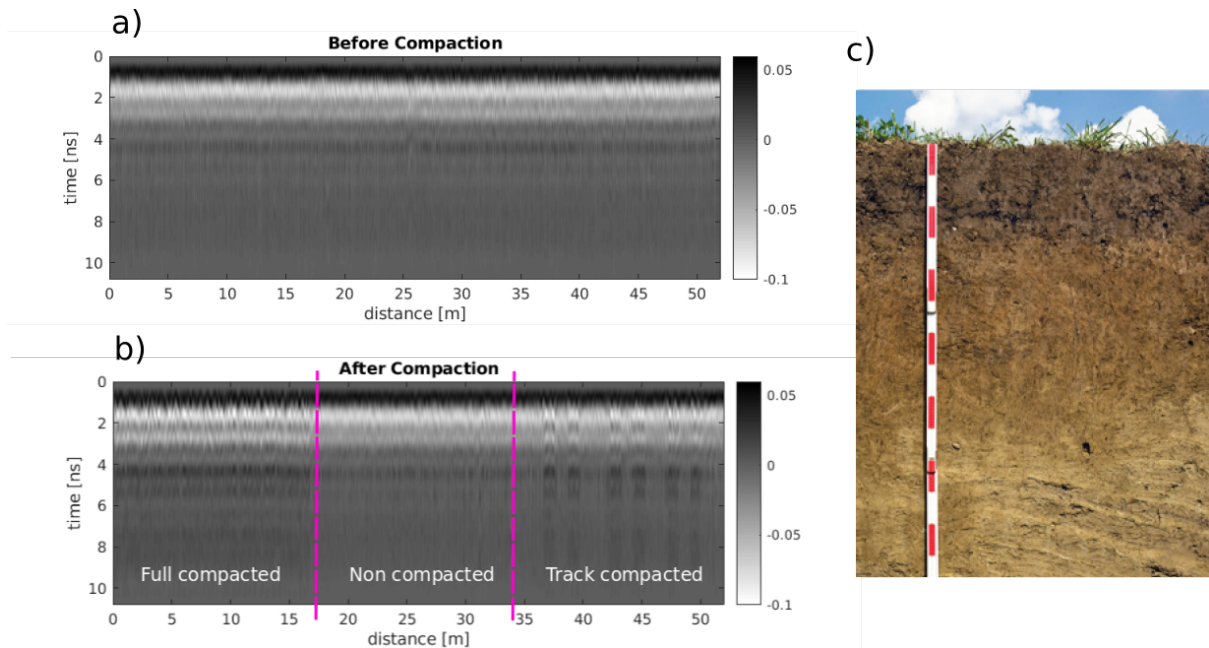 a)
Before Compaction
0
2
4
6
8
10
time [ns]
0 5 10 15 20 25 30 35 40 45 50
distance [m]
0.05
0
-0.05
-0.1
b)
After Compaction
0
2
4
6
8
10
time [ns]
Full compacted
Non compacted
Track compacted
0 5 10 15 20 25 30 35 40 45 50
distance [m]
0.05
0
-0.05
-0.1
c)